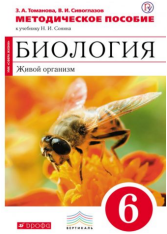 З. А. Томанова, В. И. Сивоглазов
МЕТОДИЧЕСКОЕ ПОСОБИЕ
к учебнику Н. И. Сонина
БИОЛОГИЯ
Живой организм
6
ДРОФА
ВЕРТИКАЛЬ